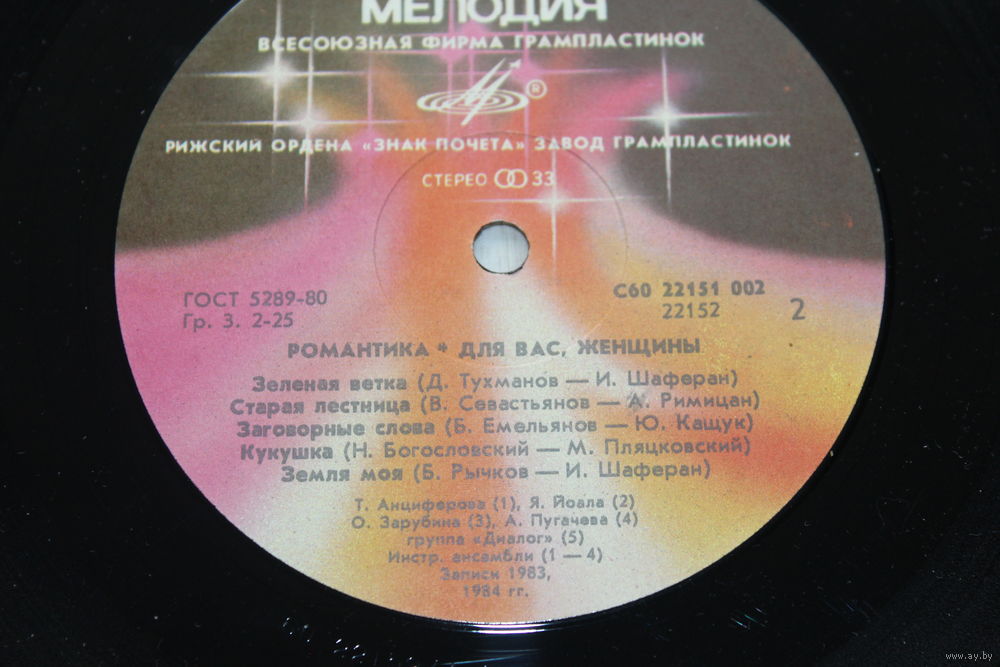 МЕЛОДИЯ
ВСЕСОЮЗНАЯ ФИРМА ГРАМПЛАСТИНОК
®
РИЖСКИЙ ОРДЕНА «ЗНАК ПОЧЕТА» ЗАВОД ГРАМПЛАСТИНОК
СТЕРЕО 33
ГОСТ 5289-80
Гр. 3. 2-25
С60 22151 002
22152
2
РОМАНТИКА * ДЛЯ ВАС, ЖЕНЩИНЫ
Зеленая ветка (Д. Тухманов — И. Шаферан)
Старая лестница (В. Севастьянов — А. Римицан)
Заговорные слова (Б. Емельянов — Ю. Кащук)
Кукушка (Н. Богословский — М. Пляцковский)
Земля моя (Б. Рычков — И. Шаферан)
Т. Анциферова (1), Я. Йоала (2)
О. Зарубина (3), А. Пугачева (4)
группа «Диалог» (5)
Инстр. ансамбли (1 — 4)
Записи 1983,
1984 гг.
www.ay.by